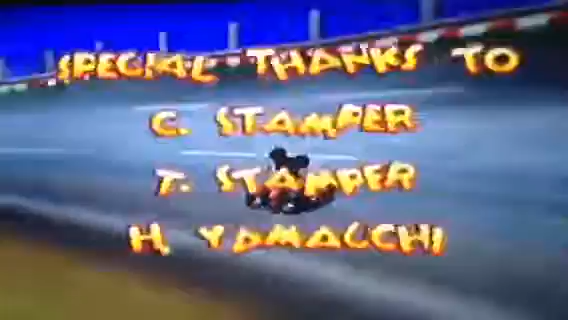 SPECIAL THANKS TO
C. STAMPER
T. STAMPER
H. YAMAUCHI